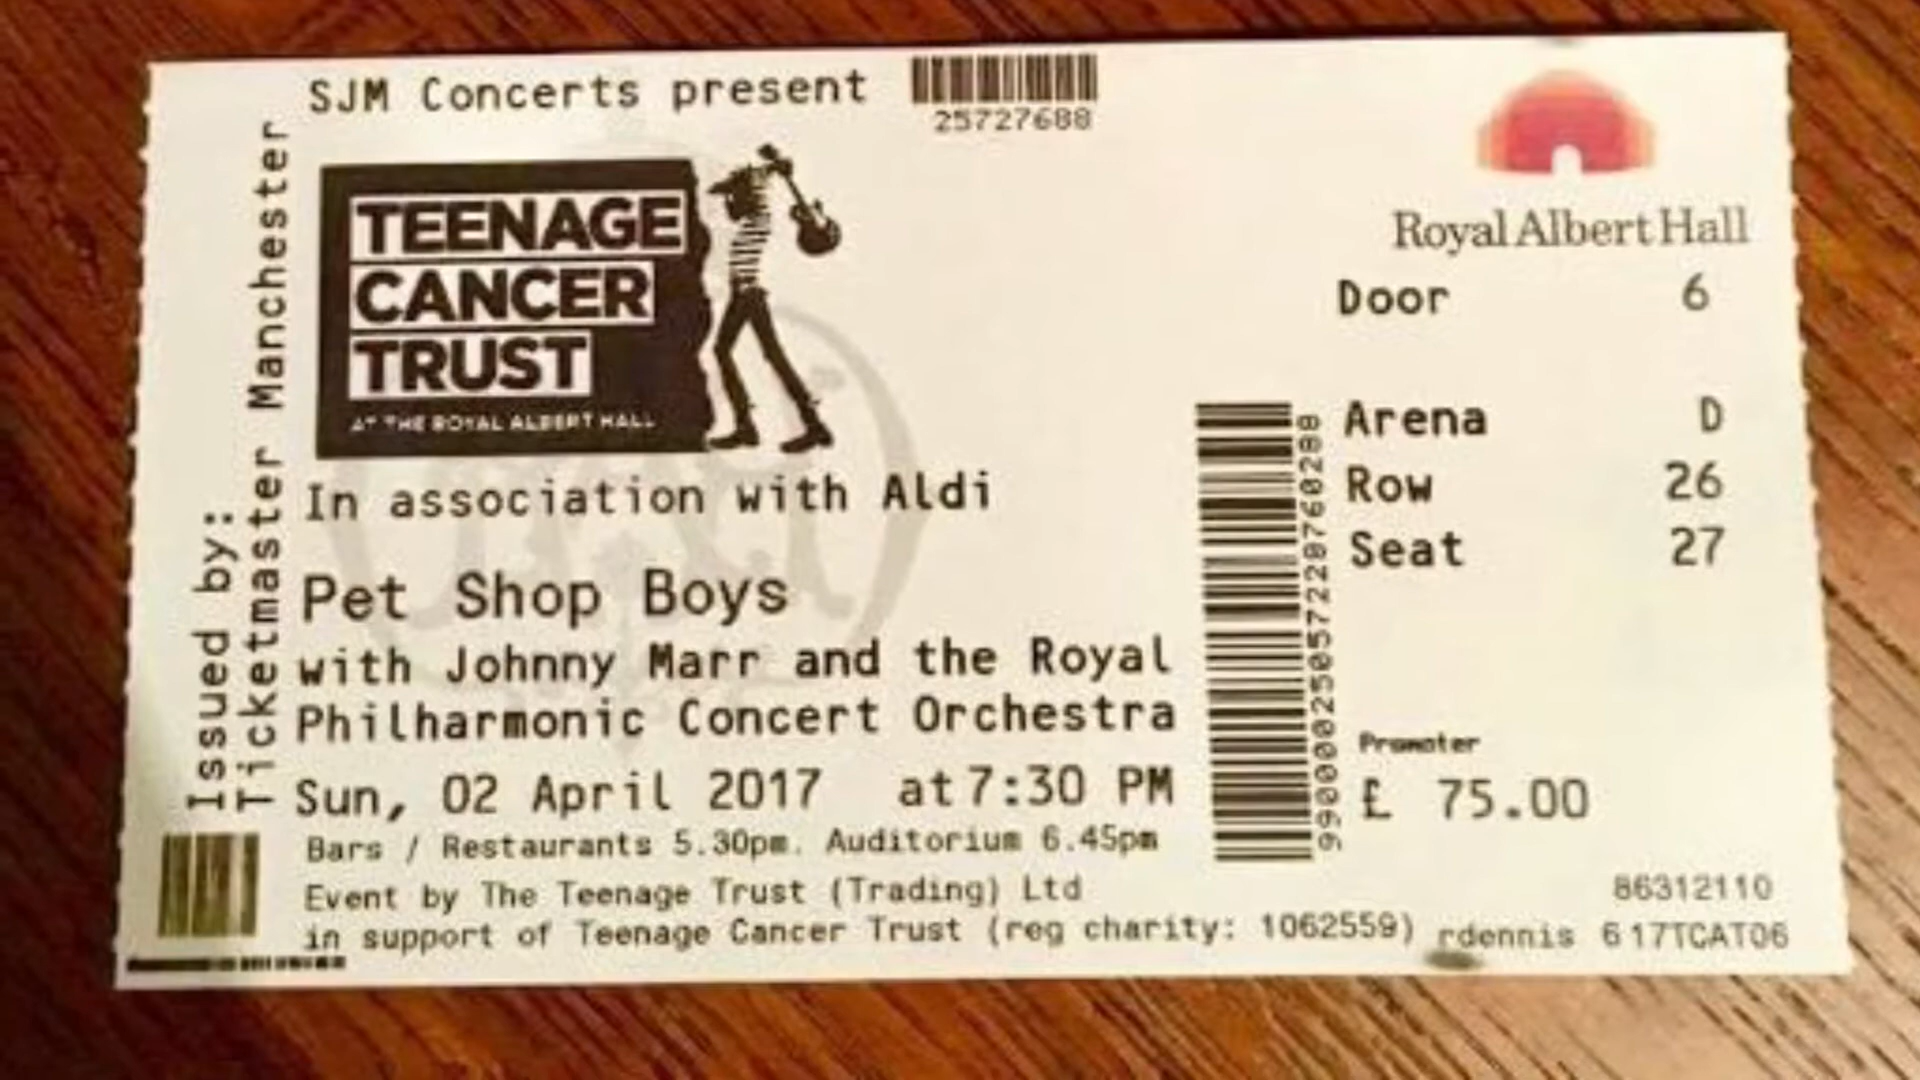 SJM Concerts present
25727688
TEENAGE
CANCER
TRUST
AT THE ROYAL ALBERT HALL
In association with Aldi
Pet Shop Boys
with Johnny Marr and the Royal
Philharmonic Concert Orchestra
Sun, 02 April 2017 at 7:30 PM
Bars / Restaurants 5.30pm. Auditorium 6.45pm
Event by The Teenage Trust (Trading) Ltd
in support of Teenage Cancer Trust (reg charity: 1062559)
Issued by:
Ticketmaster Manchester
Royal Albert Hall
Door 6
Arena D
Row 26
Seat 27
Promoter
£ 75.00
86312110
rdennis 617TCAT06